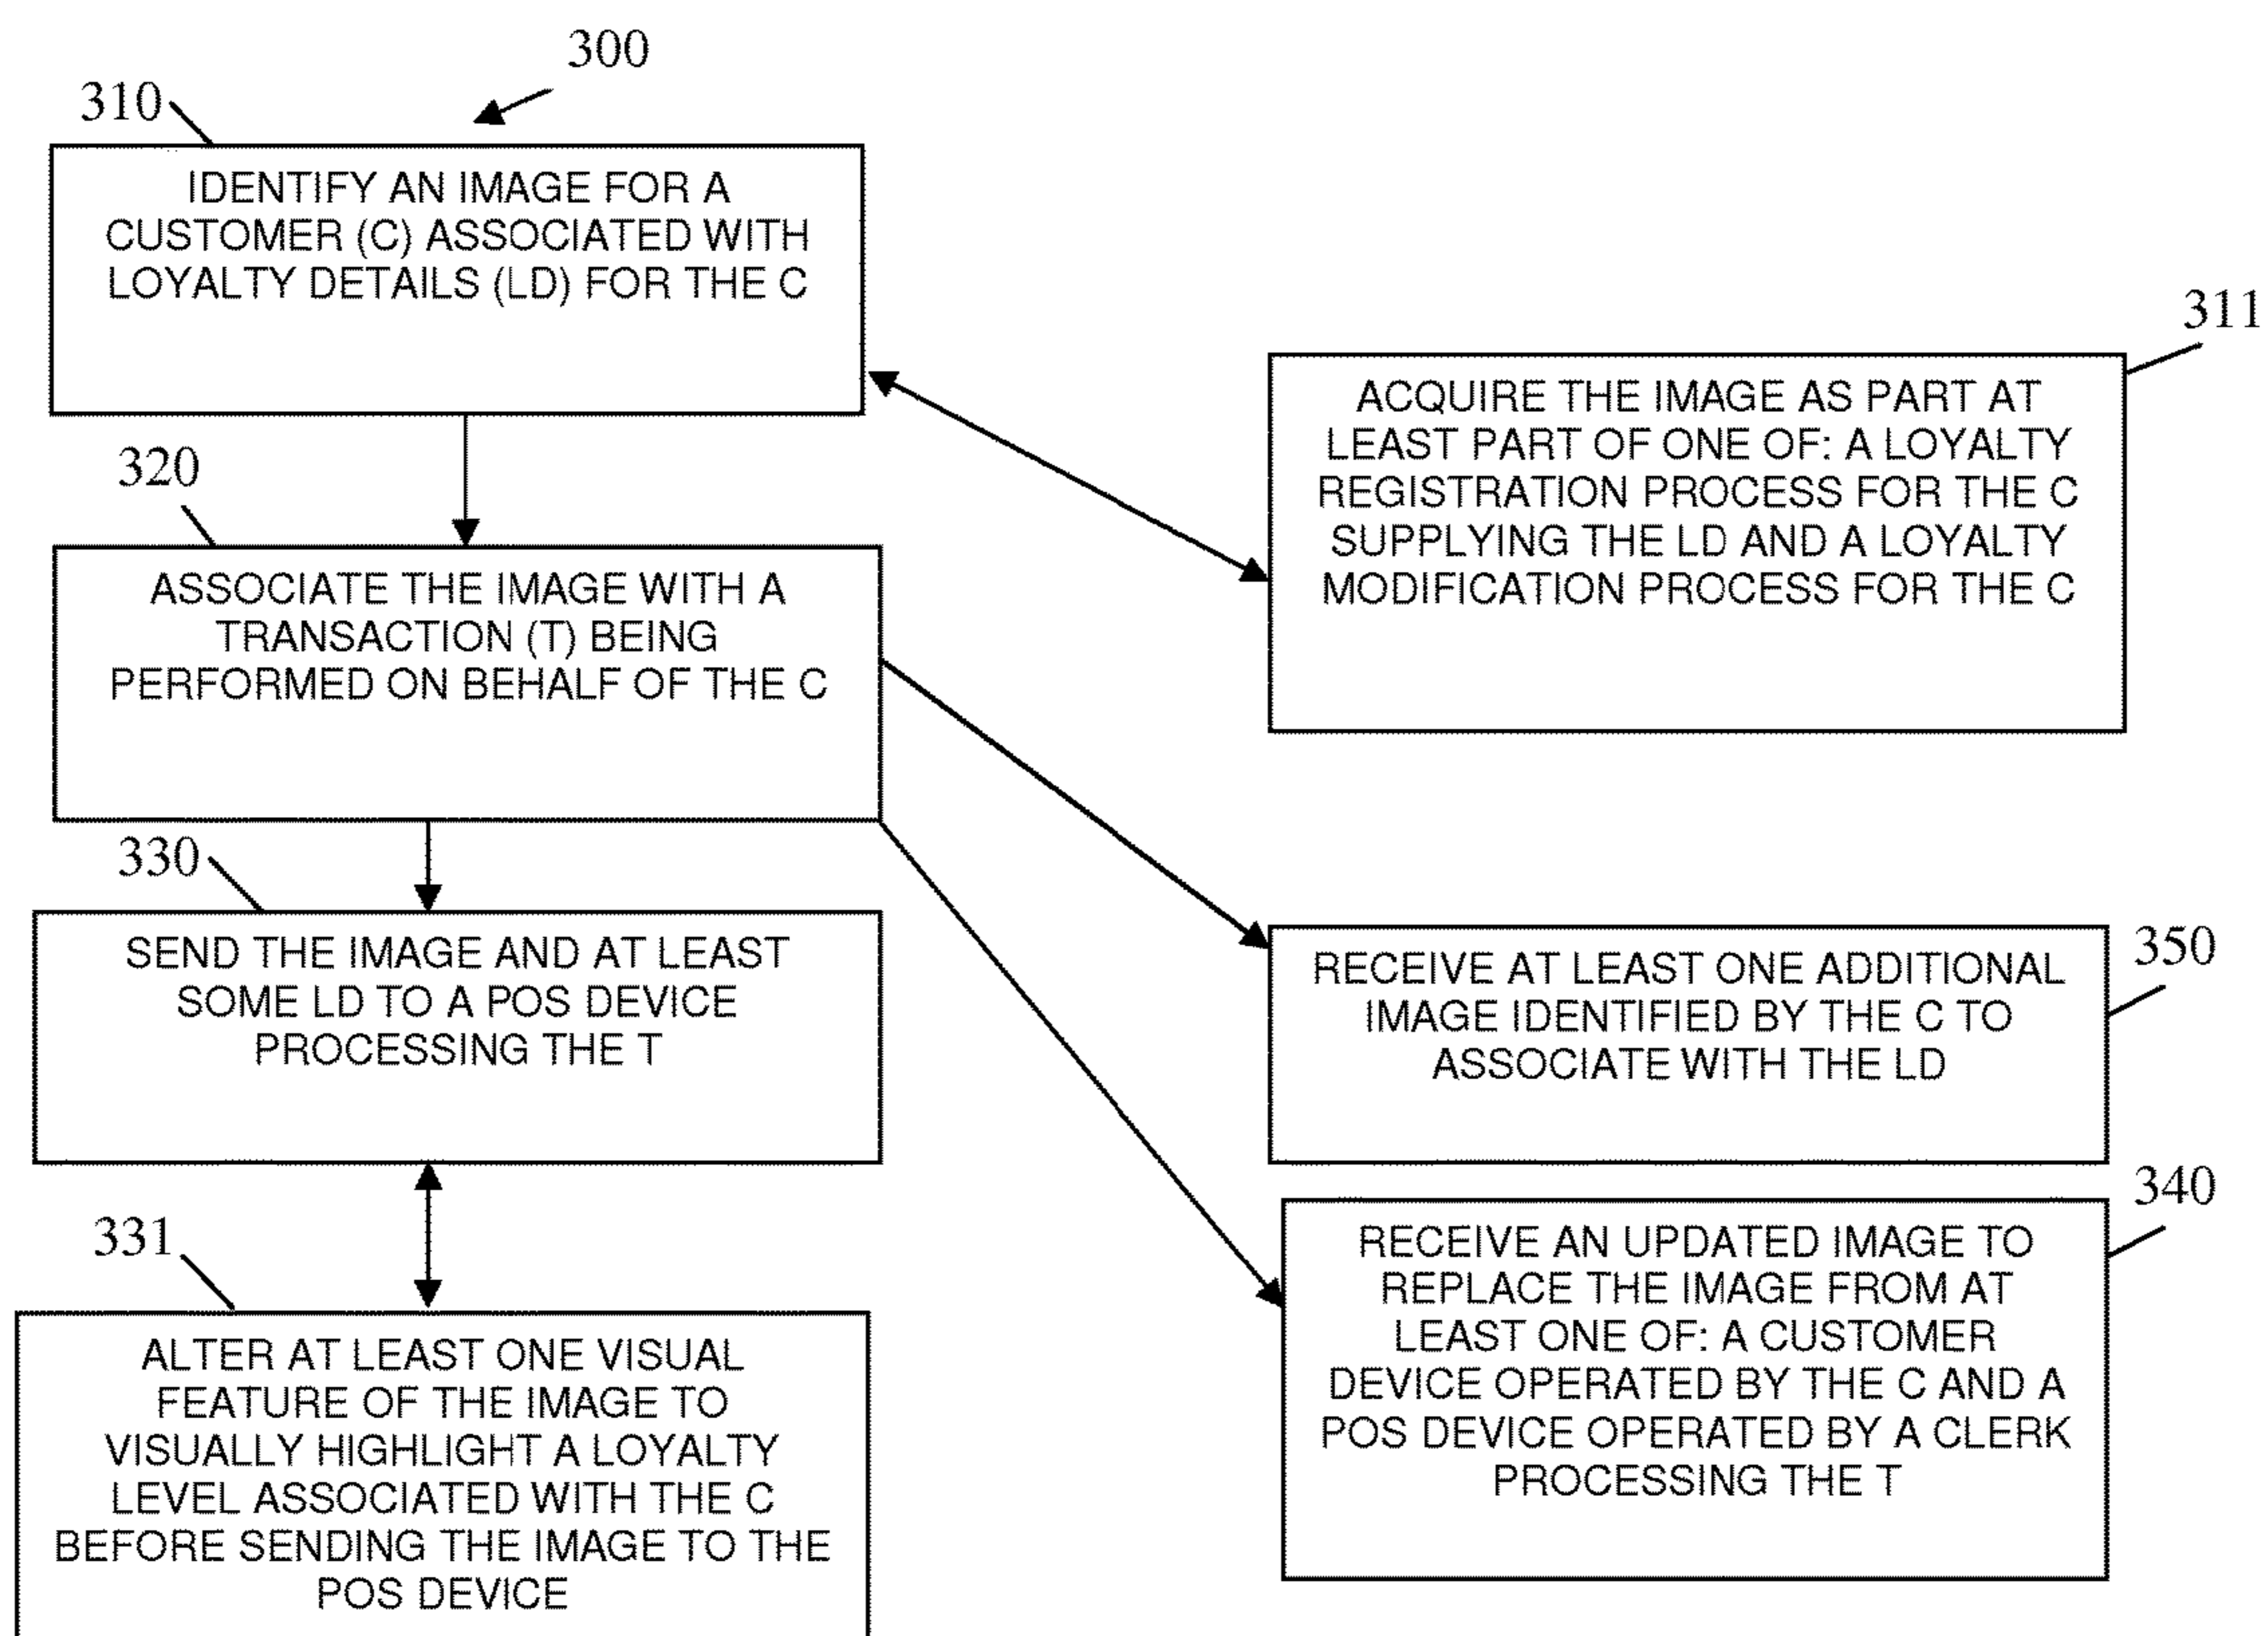 300
310
IDENTIFY AN IMAGE FOR A
CUSTOMER (C) ASSOCIATED WITH
LOYALTY DETAILS (LD) FOR THE C
311
ACQUIRE THE IMAGE AS PART AT
LEAST PART OF ONE OF: A LOYALTY
REGISTRATION PROCESS FOR THE C
SUPPLYING THE LD AND A LOYALTY
MODIFICATION PROCESS FOR THE C
320
ASSOCIATE THE IMAGE WITH A
TRANSACTION (T) BEING
PERFORMED ON BEHALF OF THE C
330
SEND THE IMAGE AND AT LEAST
SOME LD TO A POS DEVICE
PROCESSING THE T
350
RECEIVE AT LEAST ONE ADDITIONAL
IMAGE IDENTIFIED BY THE C TO
ASSOCIATE WITH THE LD
331
ALTER AT LEAST ONE VISUAL
FEATURE OF THE IMAGE TO
VISUALLY HIGHLIGHT A LOYALTY
LEVEL ASSOCIATED WITH THE C
BEFORE SENDING THE IMAGE TO THE
POS DEVICE
340
RECEIVE AN UPDATED IMAGE TO
REPLACE THE IMAGE FROM AT
LEAST ONE OF: A CUSTOMER
DEVICE OPERATED BY THE C AND A
POS DEVICE OPERATED BY A CLERK
PROCESSING THE T